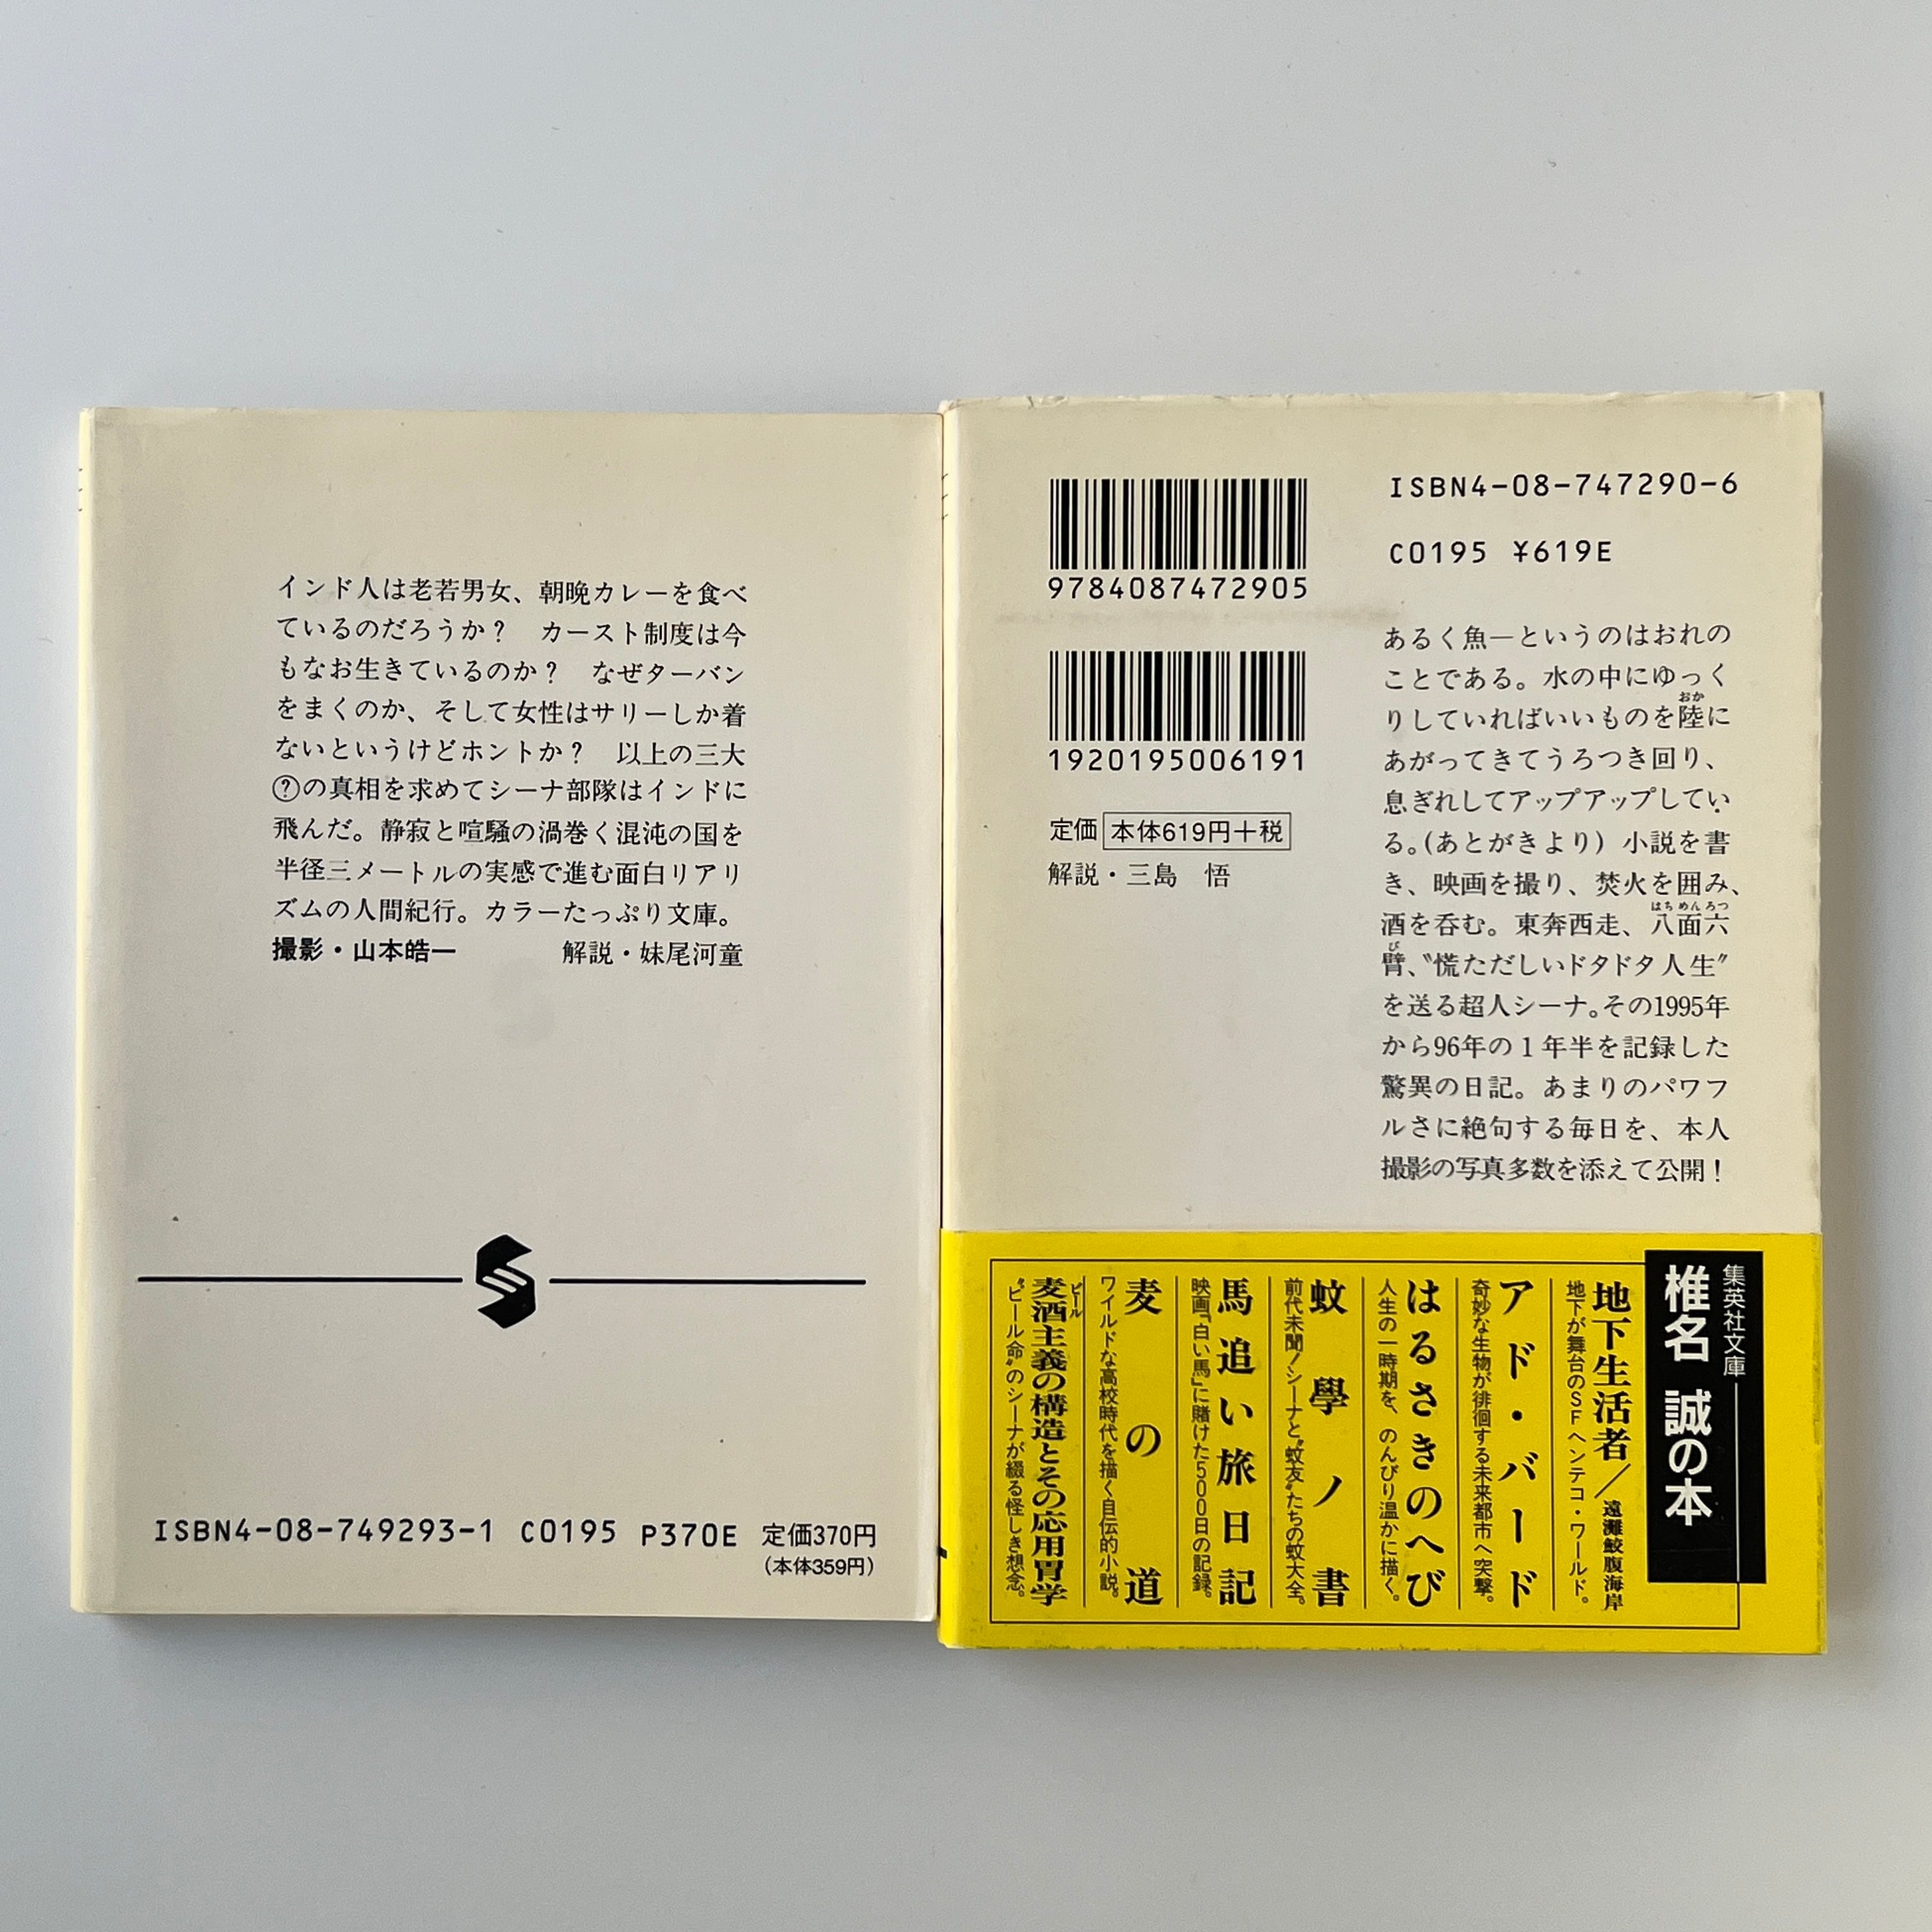 インド人は老若男女、朝晩カレーを食べ
ているのだろうか？　カースト制度は今
もなお生きているのか？　なぜターバン
をまくのか、そして女性はサリーしか着
ないというけどホントか？　以上の三大
?の真相を求めてシーナ部隊はインドに
飛んだ。静寂と喧騒の渦巻く混沌の国を
半径三メートルの実感で進む面白リアリ
ズムの人間紀行。カラーたっぷり文庫。
撮影・山本皓一　　　解説・妹尾河童
ISBN4-08-749293-1 C0195 P370E 定価370円
(本体359円)
9784087472905
1920195006191
定価 本体619円＋税
解説・三島　悟
ISBN4-08-747290-6
C0195 ¥619E
あるく魚―というのはおれの
ことである。水の中にゆっく
おか
りしていればいいものを陸に
あがってきてうろつき回り、
息ぎれしてアップアップしてい
る。(あとがきより) 小説を書
き、映画を撮り、焚火を囲み、
はちめんろつ
酒を呑む。東奔西走、八面六
ぴ
臂、〝慌ただしいドタドタ人生〟
を送る超人シーナ。その1995年
から96年の１年半を記録した
驚異の日記。あまりのパワフ
ルさに絶句する毎日を、本人
撮影の写真多数を添えて公開！
集英社文庫
椎名 誠の本
地下生活者／遠灘鮫腹海岸
地下が舞台のSFヘンテコ・ワールド。
アド・バード
奇妙な生物が徘徊する未来都市へ突撃。
はるさきのへび
人生の一時期を、のんびり温かに描く。
蚊學ノ書
前代未聞！シーナと〝蚊友〟たちの蚊大全。
馬追い旅日記
映画『白い馬』に賭けた500日の記録。
麦の道
ワイルドな高校時代を描く自伝的小説。
ビール
麦酒主義の構造とその応用胃学
〝ビール命〟のシーナが綴る怪しき想念。